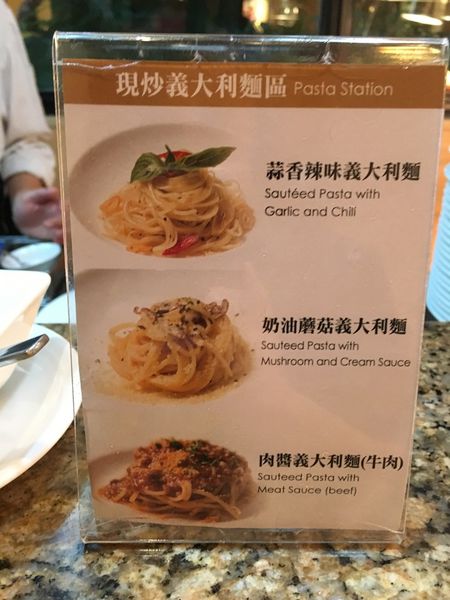 現炒義大利麵區 Pasta Station
蒜香辣味義大利麵
Sautéed Pasta with
Garlic and Chili
奶油蘑菇義大利麵
Sauteed Pasta with
Mushroom and Cream Sauce
肉醬義大利麵(牛肉)
Sauteed Pasta with
Meat Sauce (beef)